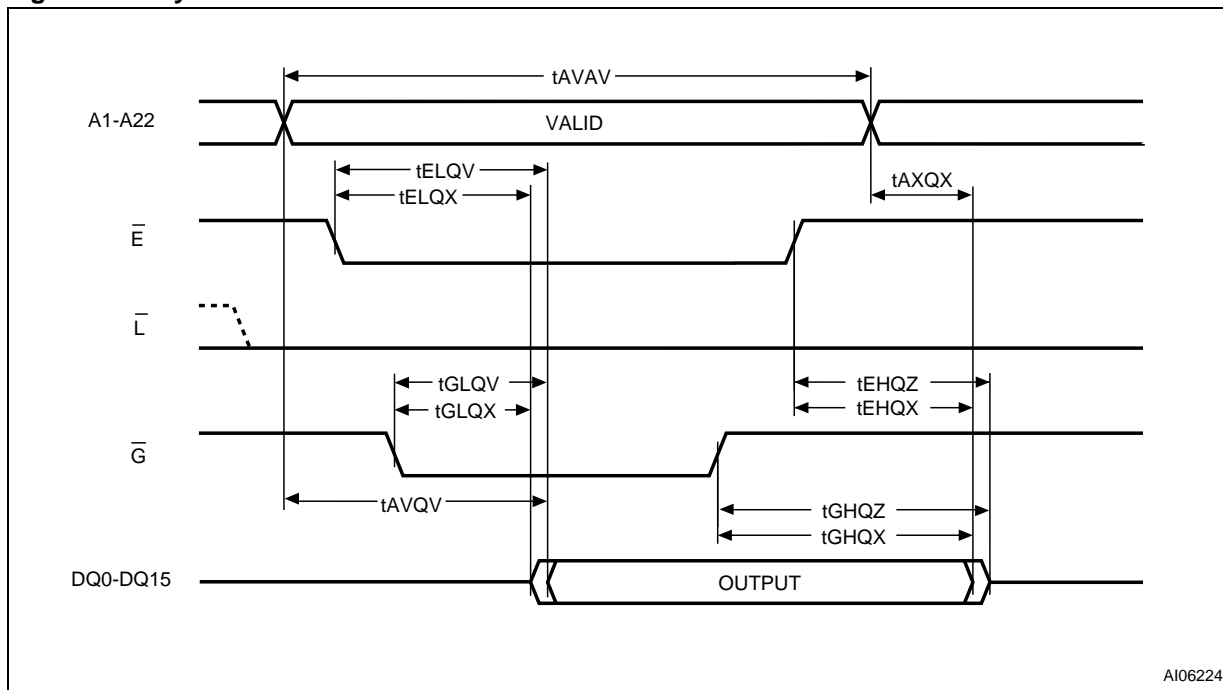 tAVAV
A1-A22
VALID
tELQV
tELQX
tAXQX
E
L
tGLQV
tGLQX
tEHQZ
tEHQX
G
tAVQV
tGHQZ
tGHQX
DQ0-DQ15
OUTPUT
AI06224